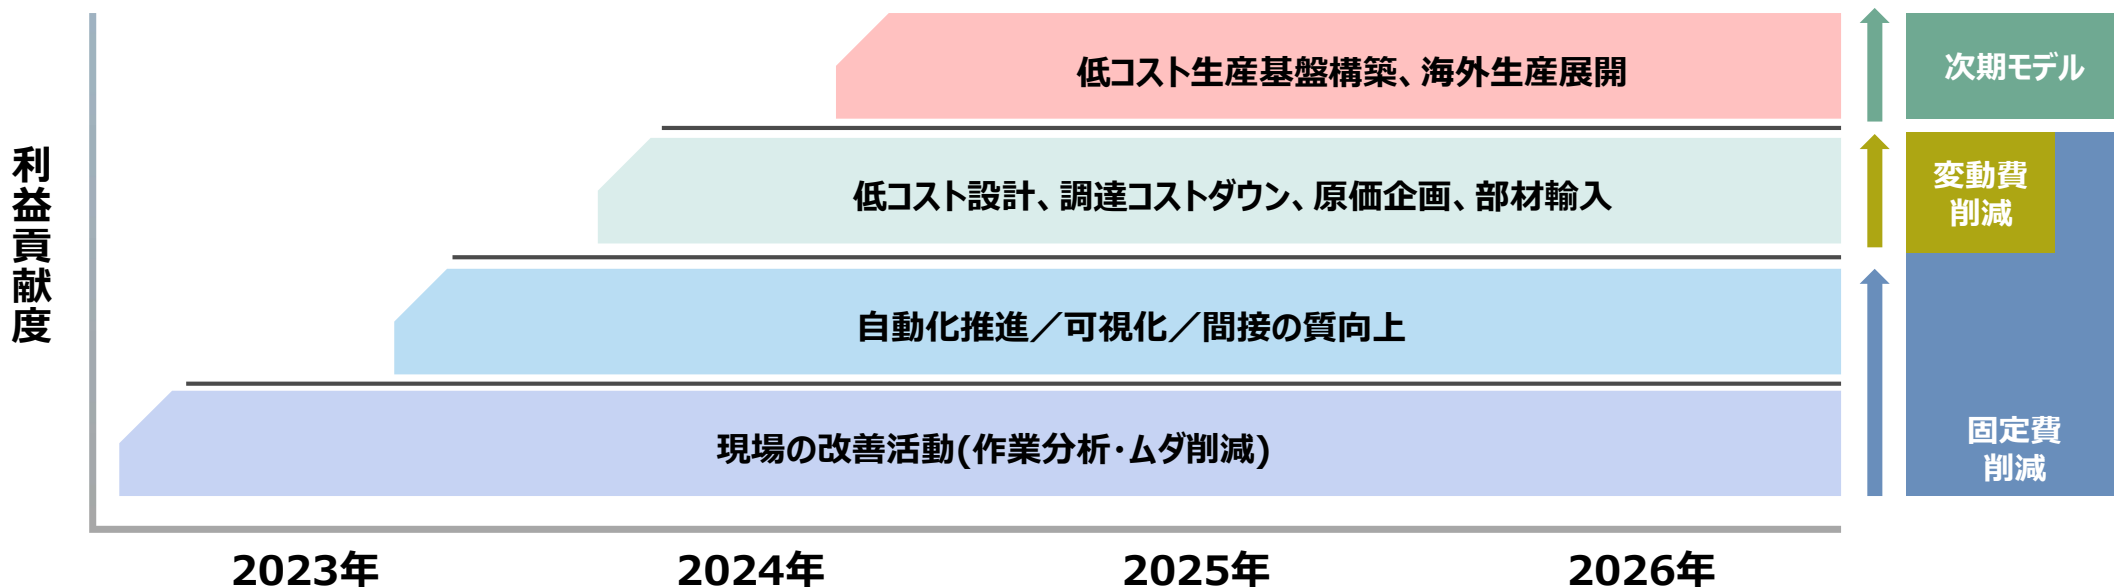 利益貢献度
低コスト生産基盤構築、海外生産展開
次期モデル
低コスト設計、調達コストダウン、原価企画、部材輸入
変動費
削減
自動化推進／可視化／間接の質向上
現場の改善活動(作業分析・ムダ削減)
固定費
削減
2023年
2024年
2025年
2026年